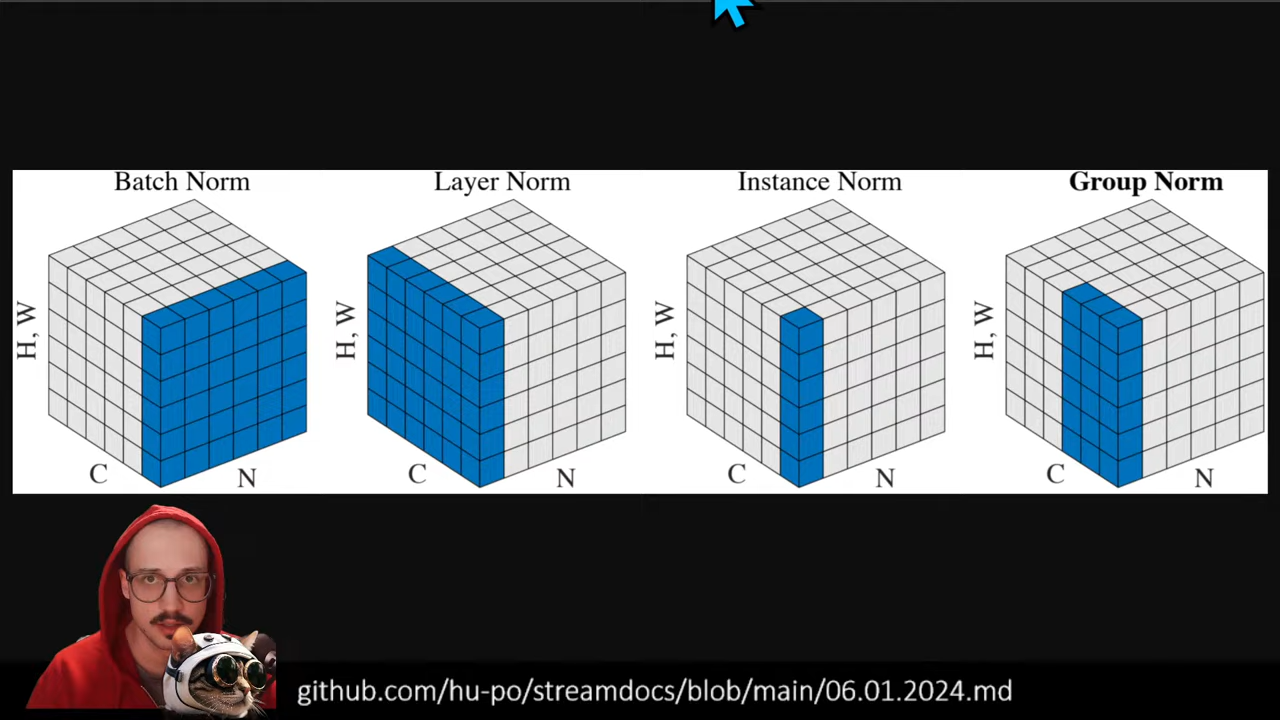 Batch Norm
Layer Norm
Instance Norm
Group Norm
H, W
C
N
H, W
C
N
H, W
C
N
H, W
C
N
github.com/hu-po/streamdocs/blob/main/06.01.2024.md